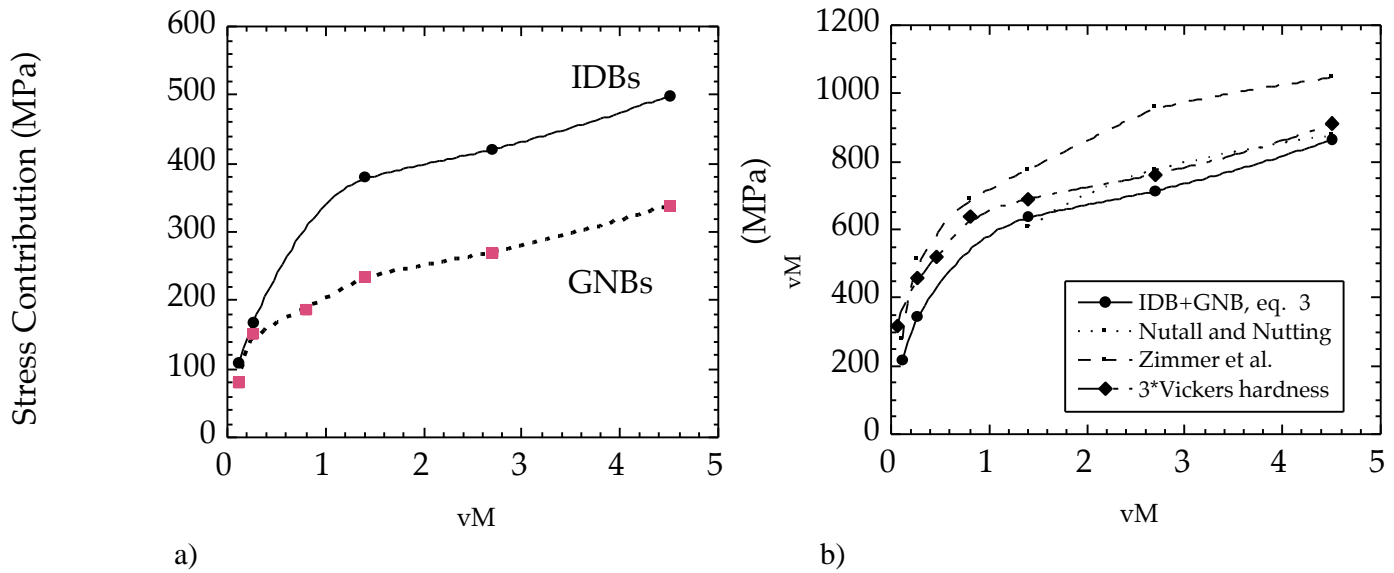 Stress Contribution (MPa)
600
500
400
300
200
100
0
0 1 2 3 4 5
IDBs
GNBs
vM
a)
vM (MPa)
1200
1000
800
600
400
200
0
0 1 2 3 4 5
IDB+GNB, eq. 3
Nutall and Nutting
Zimmer et al.
3*Vickers hardness
vM
b)